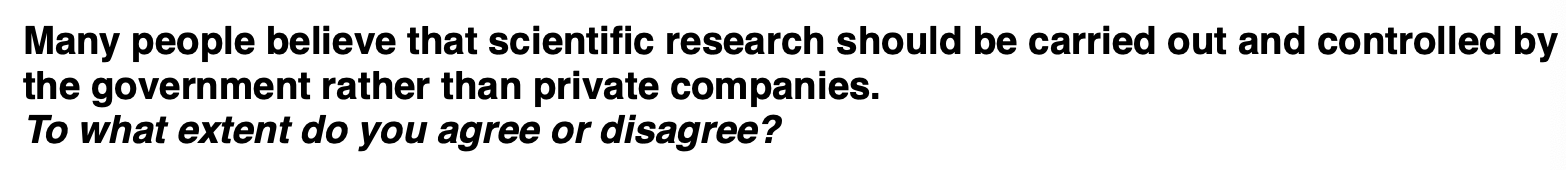 Many people believe that scientific research should be carried out and controlled by
the government rather than private companies.
To what extent do you agree or disagree?